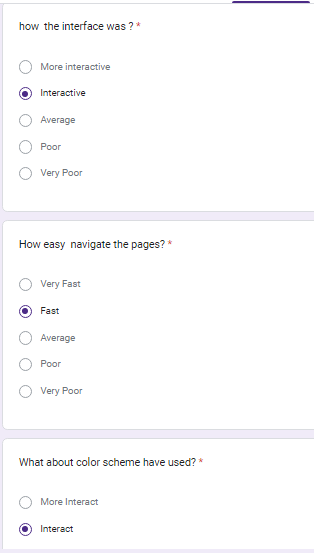 how the interface was ? *
More interactive
Interactive
Average
Poor
Very Poor
How easy navigate the pages? *
Very Fast
Fast
Average
Poor
Very Poor
What about color scheme have used? *
More Interact
Interact